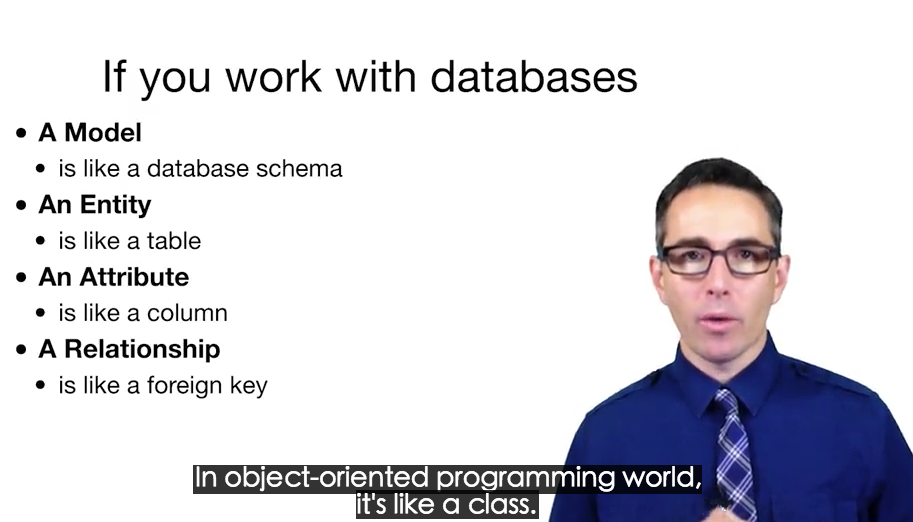 If you work with databases
• A Model
• is like a database schema
• An Entity
• is like a table
• An Attribute
• is like a column
• A Relationship
• is like a foreign key
In object-oriented programming world,
it's like a class.